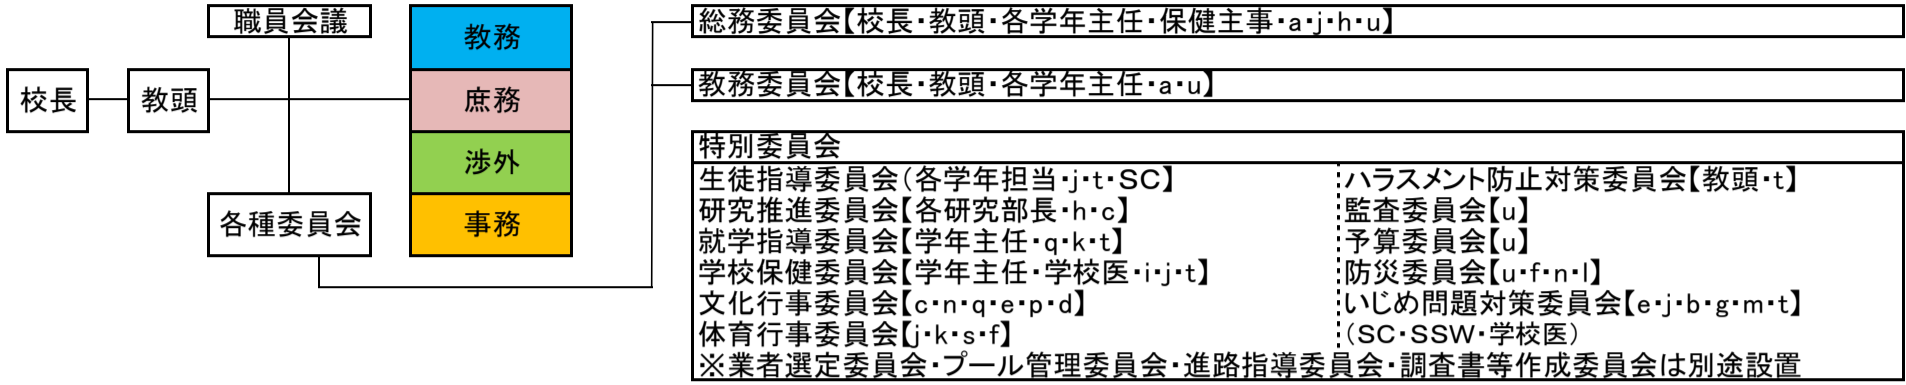 職員会議
校長
教頭
各種委員会
教務
庶務
渉外
事務
総務委員会【校長・教頭・各学年主任・保健主事・a・j・h・u】
教務委員会【校長・教頭・各学年主任・a・u】
特別委員会
生徒指導委員会（各学年担当・j・t・SC】
研究推進委員会【各研究部長・h・c】
就学指導委員会【学年主任・q・k・t】
学校保健委員会【学年主任・学校医・i・j・t】
文化行事委員会【c・n・q・e・p・d】
体育行事委員会【j・k・s・f】
ハラスメント防止対策委員会【教頭・t】
監査委員会【u】
予算委員会【u】
防災委員会【u・f・n・l】
いじめ問題対策委員会【e・j・b・g・m・t】
（SC・SSW・学校医）
※業者選定委員会・プール管理委員会・進路指導委員会・調査書等作成委員会は別途設置